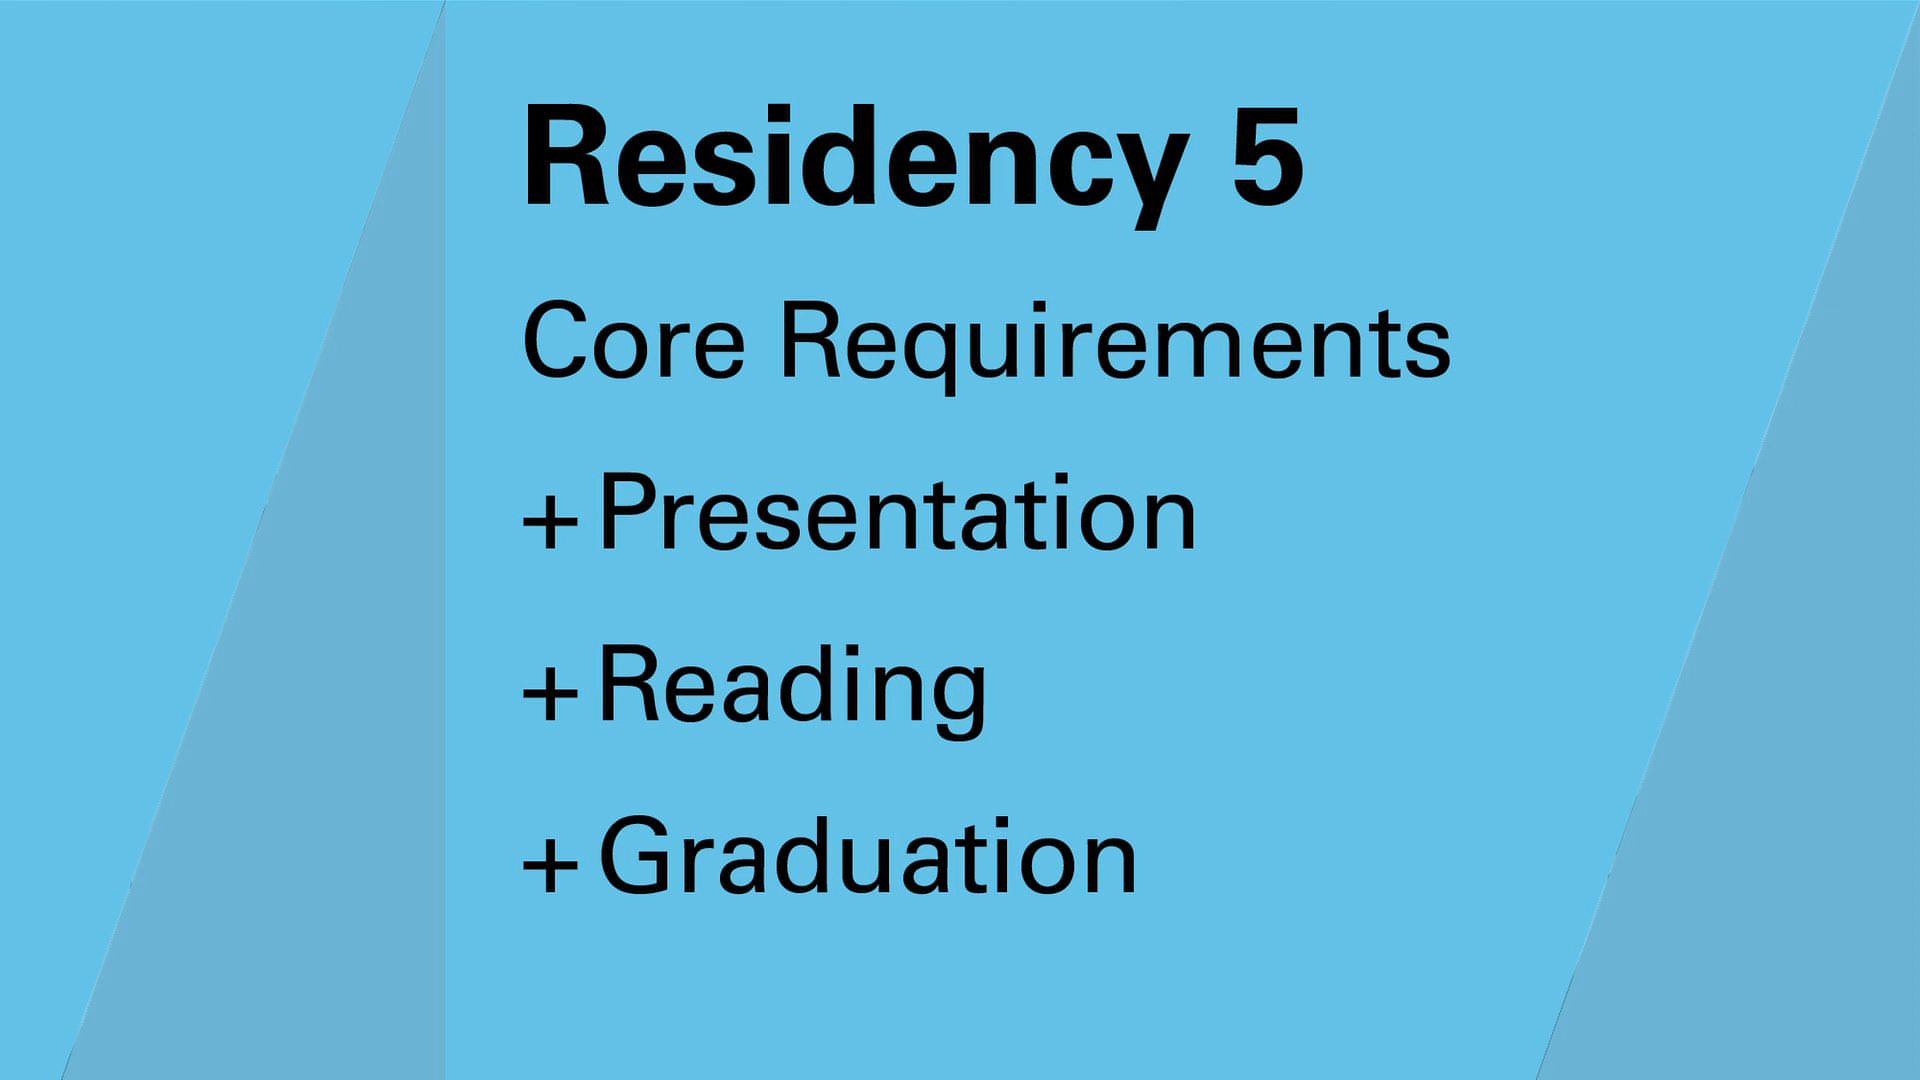 Residency 5
Core Requirements
+ Presentation
+ Reading
+ Graduation